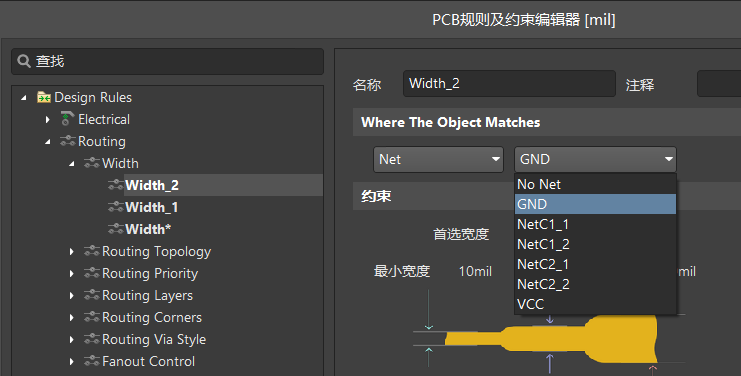 PCB规则及约束编辑器 [mil]
查找
Design Rules
Electrical
Routing
Width
Width_2
Width_1
Width*
Routing Topology
Routing Priority
Routing Layers
Routing Corners
Routing Via Style
Fanout Control
名称 Width_2 注释
Where The Object Matches
Net GND
No Net
GND
NetC1_1
NetC1_2
NetC2_1
NetC2_2
VCC
约束
首选宽度
最小宽度 10mil mil